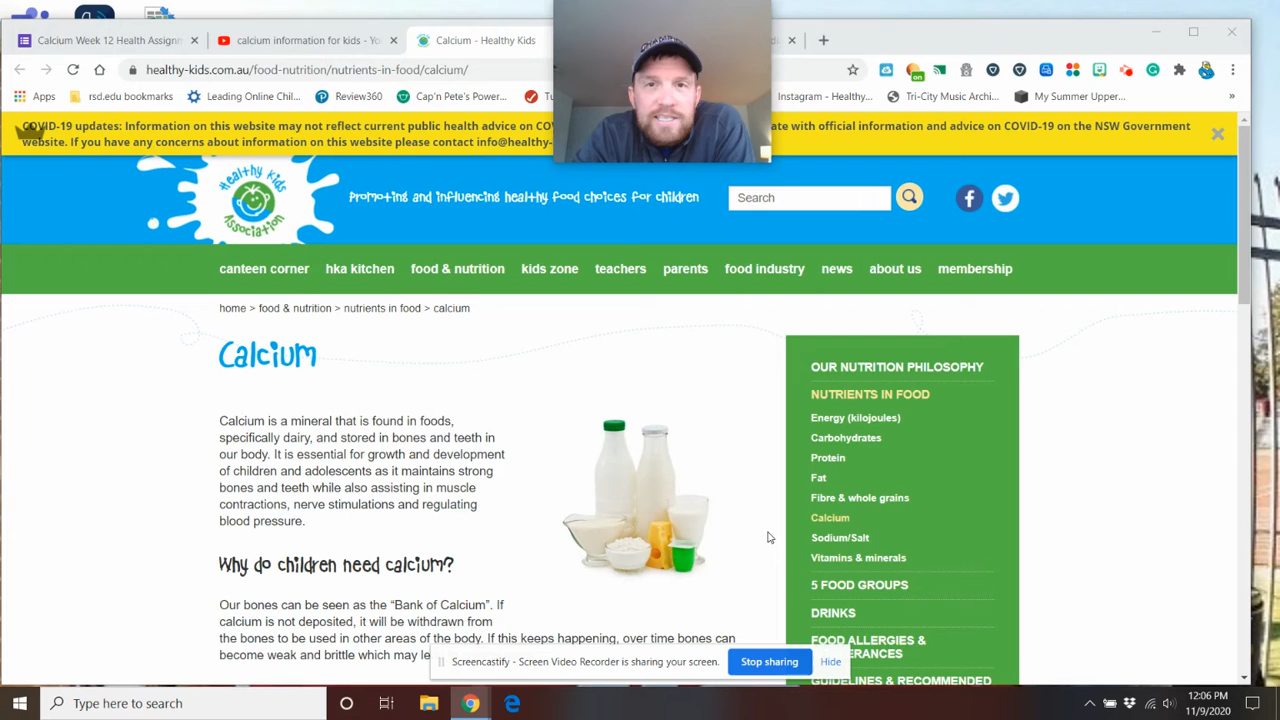 Calcium Week 12 Health Assignm
calcium information for kids - Yo
Calcium - Healthy Kids
healthy-kids.com.au/food-nutrition/nutrients-in-food/calcium/
on
Apps
rsd.edu bookmarks
Leading Online Chil...
Review360
Cap'n Pete's Power...
Instagram - Healthy...
Tri-City Music Archi...
My Summer Upper...
»
COVID-19 updates: Information on this website may not reflect current public health advice on COV
te with official information and advice on COVID-19 on the NSW Government
website. If you have any concerns about information on this website please contact info@healthy-
Healthy Kids
Association
Promoting and influencing healthy food choices for children
Search
canteen corner hka kitchen food & nutrition kids zone teachers parents food industry news about us membership
home > food & nutrition > nutrients in food > calcium
Calcium
Calcium is a mineral that is found in foods,
specifically dairy, and stored in bones and teeth in
our body. It is essential for growth and development
of children and adolescents as it maintains strong
bones and teeth while also assisting in muscle
contractions, nerve stimulations and regulating
blood pressure.
Why do children need calcium?
Our bones can be seen as the “Bank of Calcium”. If
calcium is not deposited, it will be withdrawn from
the bones to be used in other areas of the body. If this keeps happening, over time bones can
become weak and brittle which may le
OUR NUTRITION PHILOSOPHY
NUTRIENTS IN FOOD
Energy (kilojoules)
Carbohydrates
Protein
Fat
Fibre & whole grains
Calcium
Sodium/Salt
Vitamins & minerals
5 FOOD GROUPS
DRINKS
FOOD ALLERGIES &
ERANCES
GUIDELINES & RECOMMENDED
Screencastify - Screen Video Recorder is sharing your screen.
Stop sharing
Hide
Type here to search
12:06 PM
11/9/2020